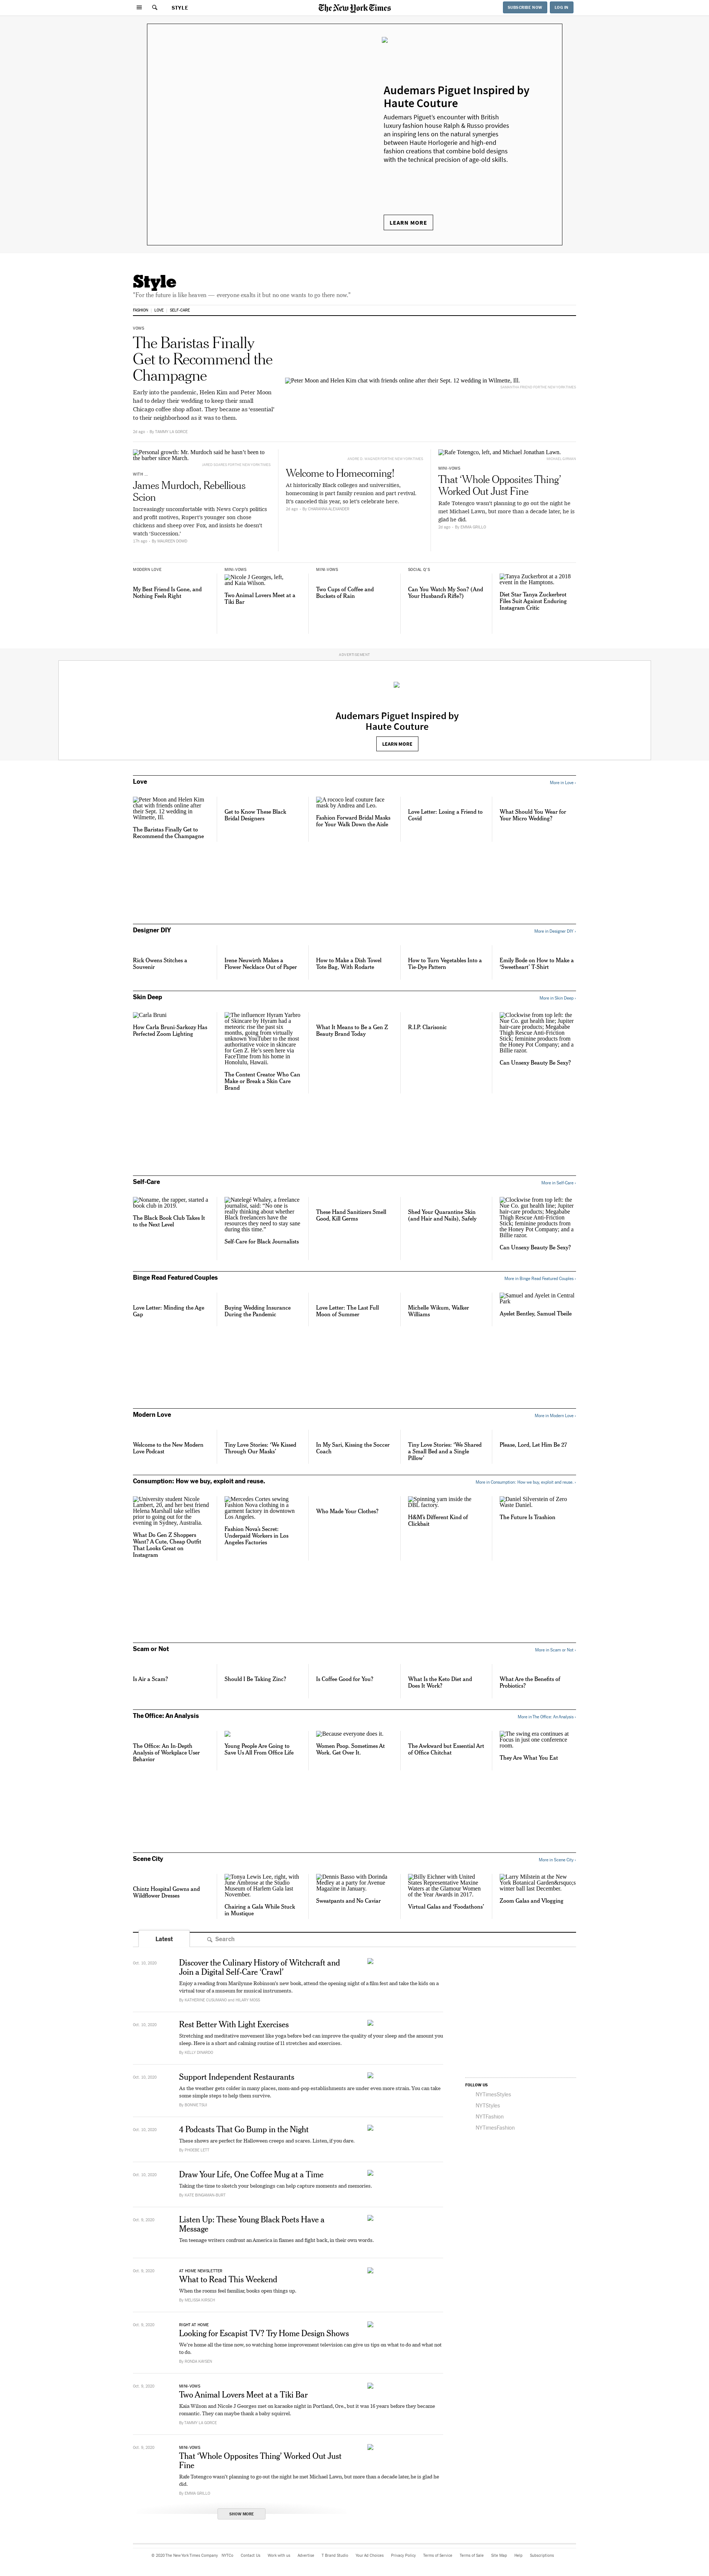 STYLE
The New York Times
SUBSCRIBE NOW
LOG IN
Audemars Piguet Inspired by
Haute Couture
Audemars Piguet's encounter with British
luxury fashion house Ralph & Russo provides
an inspiring lens on the natural synergies
between Haute Horlogerie and high-end
fashion creations that combine bold designs
with the technical precision of age-old skills.
LEARN MORE
Style
"For the future is like heaven — everyone exalts it but no one wants to go there now."
FASHION
LOVE
SELF-CARE
VOWS
The Baristas Finally
Get to Recommend the
Champagne
Early into the pandemic, Helen Kim and Peter Moon
had to delay their wedding to keep their small
Chicago coffee shop afloat. They became an 'essential'
to their neighborhood as it was to them.
2d ago · By TAMMY LA GORCE
Peter Moon and Helen Kim chat with friends online after their Sept. 12 wedding in Wilmette, Ill.
Personal growth: Mr. Murdoch said he hasn't been to
the barber since March.
WITH ...
James Murdoch, Rebellious
Scion
Increasingly uncomfortable with News Corp's politics
and profit motives, Rupert's younger son chose
chickens and sheep over Fox, and insists he doesn't
watch 'Succession.'
17h ago · By MAUREEN DOWD
Welcome to Homecoming!
At historically Black colleges and universities,
homecoming is part family reunion and part revival.
It's canceled this year, so let's celebrate here.
2d ago · By CHARANNA ALEXANDER
Rafe Totengco, left, and Michael Jonathan Lawn.
MINI-VOWS
That 'Whole Opposites Thing'
Worked Out Just Fine
Rafe Totengco wasn't planning to go out the night he
met Michael Lawn, but more than a decade later, he is
glad he did.
2d ago · By EMMA GRILLO
MODERN LOVE
My Best Friend Is Gone, and
Nothing Feels Right
MINI-VOWS
Nicole J Georges, left,
and Kaia Wilson.
Two Animal Lovers Meet at a
Tiki Bar
MINI-VOWS
Two Cups of Coffee and
Buckets of Rain
SOCIAL Q'S
Can You Watch My Son? (And
Your Husband's Rifle?)
Tanya Zuckerbrot at a 2018
event in the Hamptons.
Diet Star Tanya Zuckerbrot
Files Suit Against Enduring
Instagram Critic
ADVERTISEMENT
Audemars Piguet Inspired by
Haute Couture
LEARN MORE
Love
More in Love ›
Peter Moon and Helen Kim
chat with friends online
after their Sept. 12
wedding in
Wilmette, Ill.
The Baristas Finally Get to
Recommend the Champagne
Get to Know These Black
Bridal Designers
A rococo leaf couture face
mask by Andrea and Leo.
Fashion Forward Bridal Masks
for Your Walk Down the Aisle
Love Letter: Losing a Friend to
Covid
What Should You Wear for
Your Micro Wedding?
Designer DIY
More in Designer DIY ›
Rick Owens Stitches a
Souvenir
Irene Neuwirth Makes a
Flower Necklace Out of Paper
How to Make a Dish Towel
Tote Bag, With Rodarte
How to Turn Vegetables Into a
Tie-Dye Pattern
Emily Bode on How to Make a
'Sweetheart' T-Shirt
Skin Deep
More in Skin Deep ›
Carla Bruni
How Carla Bruni-Sarkozy Has
Perfected Zoom Lighting
The influencer Hyram Yarbro
of Skincare by Hyram had a
meteoric rise the past six
months, going from virtually
unknown YouTuber to the most
authoritative voice in skincare
for Gen Z. He's seen here via
FaceTime from his home in
Honolulu, Hawaii.
The Content Creator Who Can
Make or Break a Skin Care
Brand
What It Means to Be a Gen Z
Beauty Brand Today
R.I.P. Clarisonic
Clockwise from top left: the
Nue Co. gut health line; Jupiter
hair-care products; Megababe
Thigh Rescue Anti-Friction
Stick; feminine products from
the Honey Pot Company; and a
Billie razor.
Can Unsexy Beauty Be Sexy?
Self-Care
More in Self-Care ›
Noname, the rapper, started a
book club in 2019.
The Black Book Club Takes It
to the Next Level
Natelegé Whaley, a freelance
journalist, said: "No one is
really thinking about whether
Black freelancers have the
resources they need to stay sane
during this time."
Self-Care for Black Journalists
These Hand Sanitizers Smell
Good, Kill Germs
Shed Your Quarantine Skin
(and Hair and Nails), Safely
Clockwise from top left: the
Nue Co. gut health line; Jupiter
hair-care products; Megababe
Thigh Rescue Anti-Friction
Stick; feminine products from
the Honey Pot Company; and a
Billie razor.
Can Unsexy Beauty Be Sexy?
Binge Read Featured Couples
More in Binge Read Featured Couples ›
Love Letter: Minding the Age
Gap
Buying Wedding Insurance
During the Pandemic
Love Letter: The Last Full
Moon of Summer
Michelle Wikum, Walker
Williams
Samuel and Ayelet in Central
Park
Ayelet Bentley, Samuel Tbeile
Modern Love
More in Modern Love ›
Welcome to the New Modern
Love Podcast
Tiny Love Stories: 'We Kissed
Through Our Masks'
In My Sari, Kissing the Soccer
Coach
Tiny Love Stories: 'We Shared
a Small Bed and a Single
Pillow'
Please, Lord, Let Him Be 27
Consumption: How we buy, exploit and reuse.
More in Consumption: How we buy, exploit and reuse. ›
University student Nicole
Lambert, 20, and her best friend
Helena Marshall take selfies
prior to going out for the
evening in Sydney, Australia.
What Do Gen Z Shoppers
Want? A Cute, Cheap Outfit
That Looks Great on
Instagram
Mercedes Cortes sewing
Fashion Nova clothing in a
garment factory in downtown
Los Angeles.
Fashion Nova's Secret:
Underpaid Workers in Los
Angeles Factories
Who Made Your Clothes?
Spinning yarn inside the
DBL factory.
H&M's Different Kind of
Clickbait
Daniel Silverstein of Zero
Waste Daniel.
The Future Is Trashion
Scam or Not
More in Scam or Not ›
Is Air a Scam?
Should I Be Taking Zinc?
Is Coffee Good for You?
What Is the Keto Diet and
Does It Work?
What Are the Benefits of
Probiotics?
The Office: An Analysis
More in The Office: An Analysis ›
The Office: An In-Depth
Analysis of Workplace User
Behavior
Young People Are Going to
Save Us All From Office Life
Because everyone does it.
Women Poop. Sometimes At
Work. Get Over It.
The Awkward but Essential Art
of Office Chitchat
The swing era continues at
Focus in just one conference
room.
They Are What You Eat
Scene City
More in Scene City ›
Chintz Hospital Gowns and
Wildflower Dresses
Tonya Lewis Lee, right, with
June Ambrose at the Studio
Museum of Harlem Gala last
November.
Chairing a Gala While Stuck
in Mustique
Dennis Basso with Dorinda
Medley at a party for Avenue
Magazine in January.
Sweatpants and No Caviar
Billy Eichner with United
States Representative Maxine
Waters at the Glamour Women
of the Year Awards in 2017.
Virtual Galas and 'Foodathons'
Larry Milstein at the New
York Botanical Garden&rsquo;s
winter ball last December.
Zoom Galas and Vlogging
Latest
Search
Oct. 10, 2020
Discover the Culinary History of Witchcraft and
Join a Digital Self-Care 'Crawl'
Enjoy a reading from Marilynne Robinson's new book, attend the opening night of a film fest and take the kids on a
virtual tour of a museum for musical instruments.
By KATHERINE CUSUMANO and HILARY MOSS
Oct. 10, 2020
Rest Better With Light Exercises
Stretching and meditative movement like yoga before bed can improve the quality of your sleep and the amount you
sleep. Here is a short and calming routine of 11 stretches and exercises.
By KELLY DINARDO
Oct. 10, 2020
Support Independent Restaurants
As the weather gets colder in many places, mom-and-pop establishments are under even more strain. You can take
some simple steps to help them survive.
By BONNIE TSUI
Oct. 10, 2020
4 Podcasts That Go Bump in the Night
These shows are perfect for Halloween creeps and scares. Listen, if you dare.
By PHOEBE LETT
Oct. 10, 2020
Draw Your Life, One Coffee Mug at a Time
Taking the time to sketch your belongings can help capture moments and memories.
By KATE BINGAMAN-BURT
Oct. 9, 2020
Listen Up: These Young Black Poets Have a
Message
Ten teenage writers confront an America in flames and fight back, in their own words.
Oct. 9, 2020
AT HOME NEWSLETTER
What to Read This Weekend
When the rooms feel familiar, books open things up.
By MELISSA KIRSCH
Oct. 9, 2020
RIGHT AT HOME
Looking for Escapist TV? Try Home Design Shows
We're home all the time now, so watching home improvement television can give us tips on what to do and what not
to do.
By RONDA KAYSEN
Oct. 9, 2020
MINI-VOWS
Two Animal Lovers Meet at a Tiki Bar
Kaia Wilson and Nicole J Georges met on karaoke night in Portland, Ore., but it was 16 years before they became
romantic. They can maybe thank a baby squirrel.
By TAMMY LA GORCE
Oct. 9, 2020
MINI-VOWS
That 'Whole Opposites Thing' Worked Out Just
Fine
Rafe Totengco wasn't planning to go out the night he met Michael Lawn, but more than a decade later, he is glad he
did.
By EMMA GRILLO
SHOW MORE
FOLLOW US
NYTimesStyles
NYTStyles
NYTFashion
NYTimesFashion
© 2020 The New York Times Company
NYTCo
Contact Us
Work with us
Advertise
T Brand Studio
Your Ad Choices
Privacy Policy
Terms of Service
Terms of Sale
Site Map
Help
Subscriptions